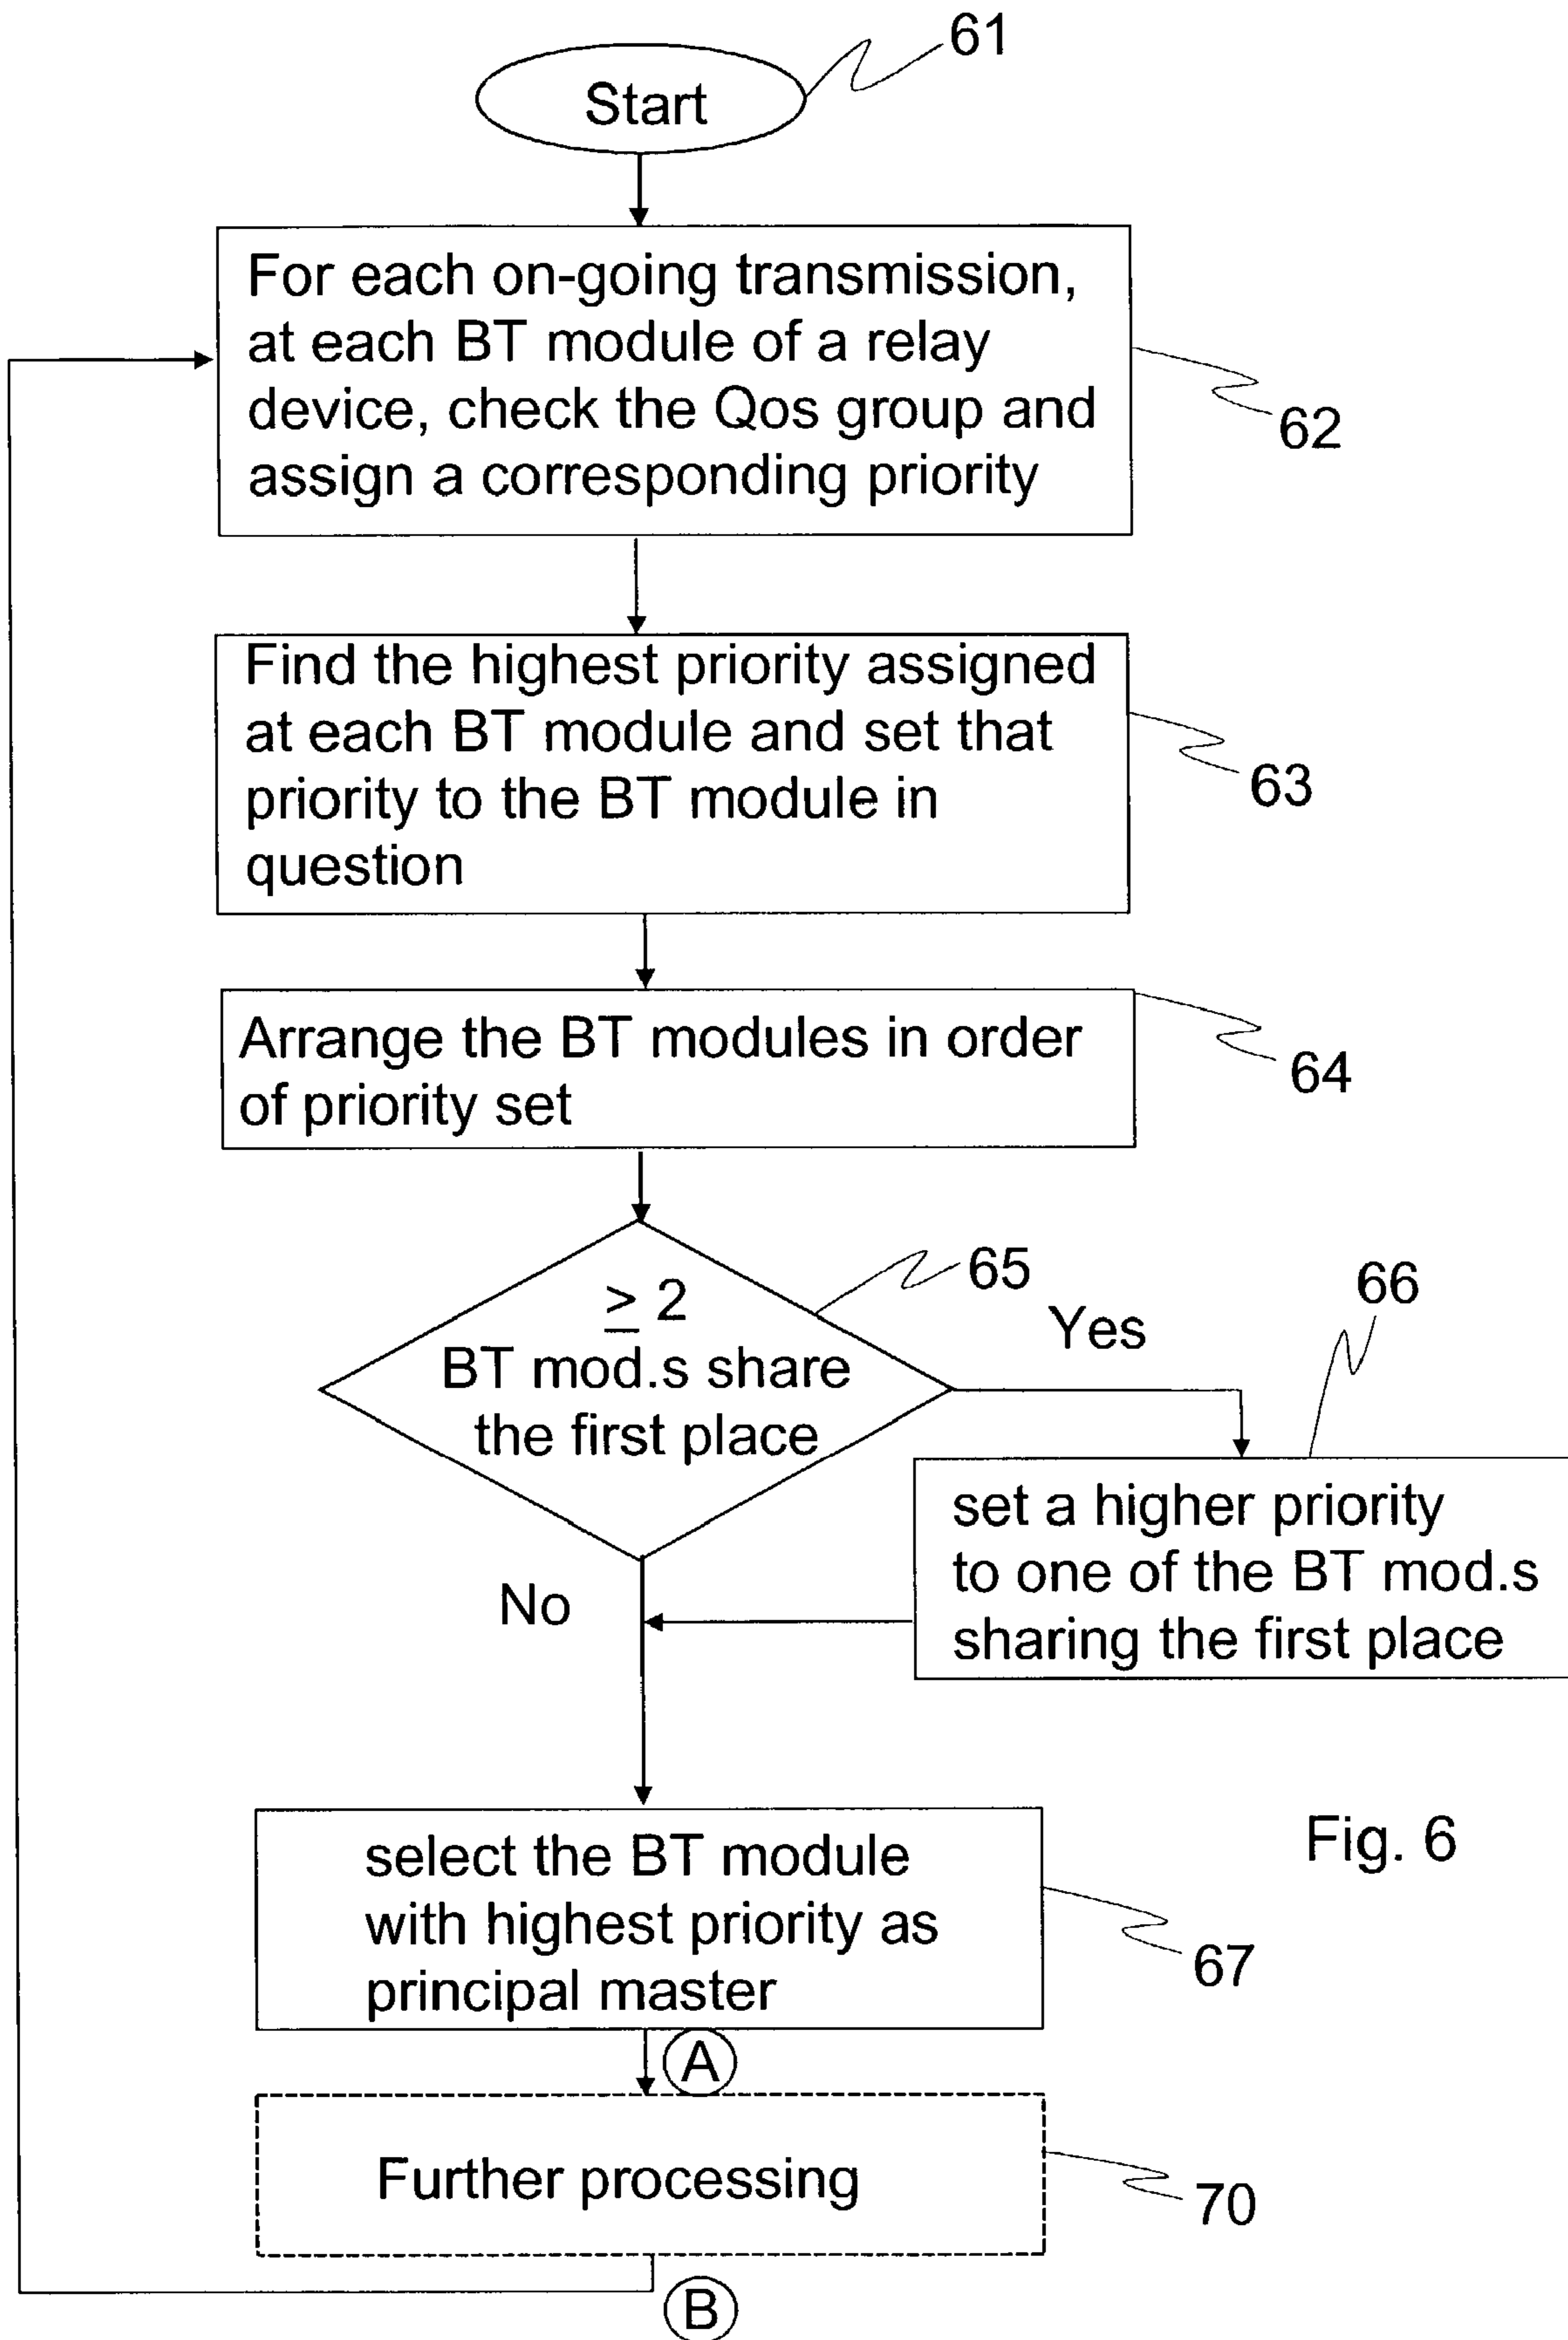 61
Start
For each on-going transmission,
at each BT module of a relay
device, check the Qos group and
assign a corresponding priority
62
Find the highest priority assigned
at each BT module and set that
priority to the BT module in
question
63
Arrange the BT modules in order
of priority set
64
≥ 2
BT mod.s share
the first place
65
Yes
66
set a higher priority
to one of the BT mod.s
sharing the first place
No
select the BT module
with highest priority as
principal master
Fig. 6
67
A
Further processing
70
B